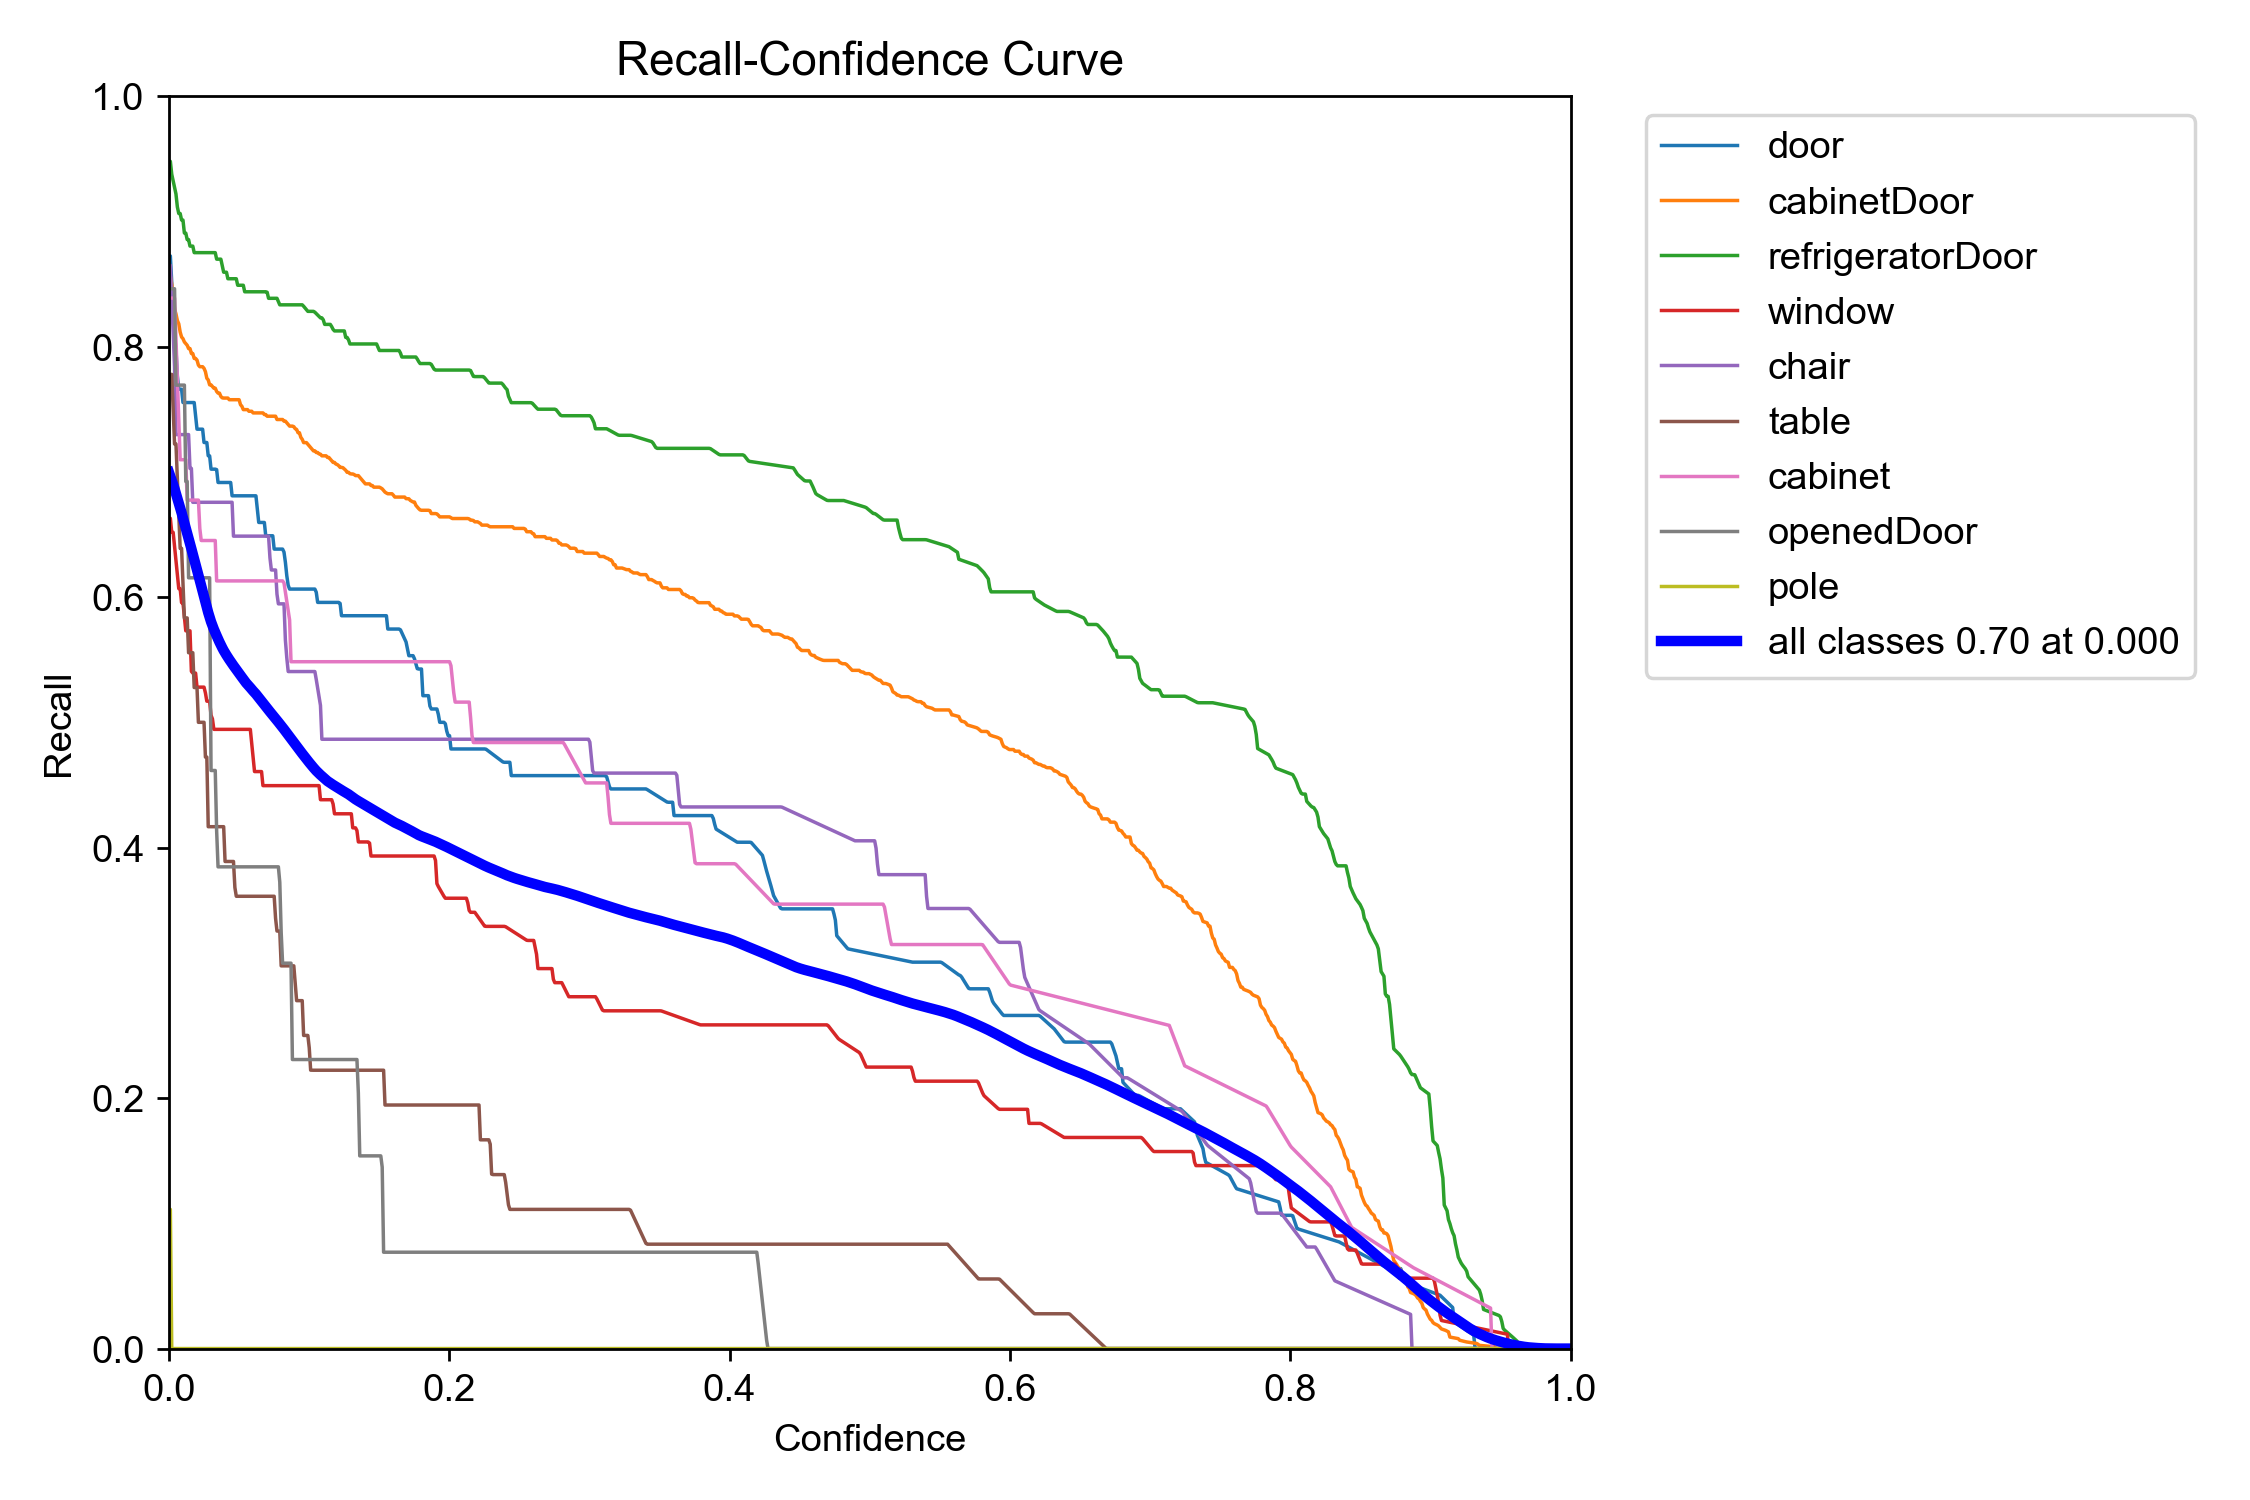 Recall-Confidence Curve
1.0
0.8
0.6
0.4
0.2
0.0
Recall
0.0 0.2 0.4 0.6 0.8 1.0
Confidence
door
cabinetDoor
refrigeratorDoor
window
chair
table
cabinet
openedDoor
pole
all classes 0.70 at 0.000